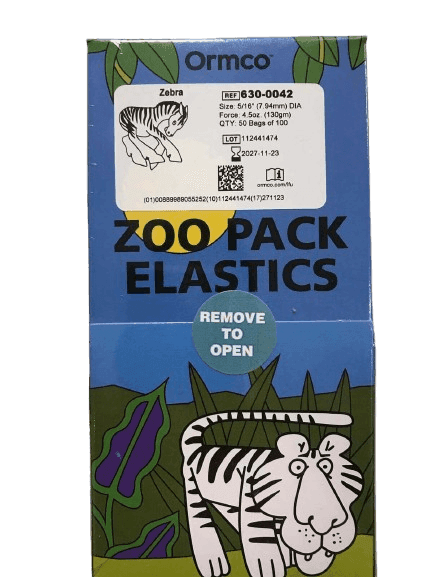 Ormco
Zebra
REF 630-0042
Size: 5/16" (7.94mm) DIA
Force: 4.5oz. (130gm)
QTY: 50 Bags of 100
LOT 112441474
2027-11-23
ormco.com/ifu
(01)00889989055252(10)112441474(17)271123
ZOO PACK
ELASTICS
REMOVE
TO
OPEN